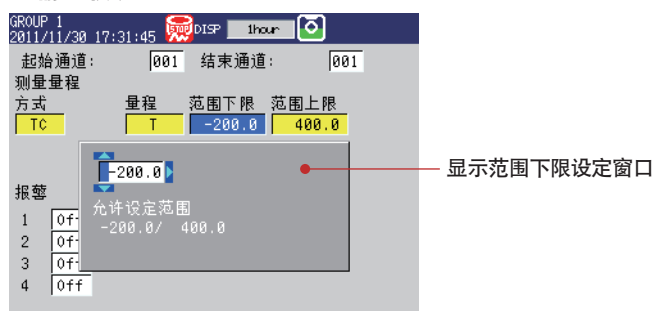 GROUP 1
2011/11/30 17:31:45 STOP DISP 1hour
起始通道: 001 结束通道: 001
测量量程
方式 量程 范围下限 范围上限
TC T -200.0 400.0
-200.0
显示范围下限设定窗口
允许设定范围
-200.0/ 400.0
报警
1 Off
2 Off
3 Off
4 Off